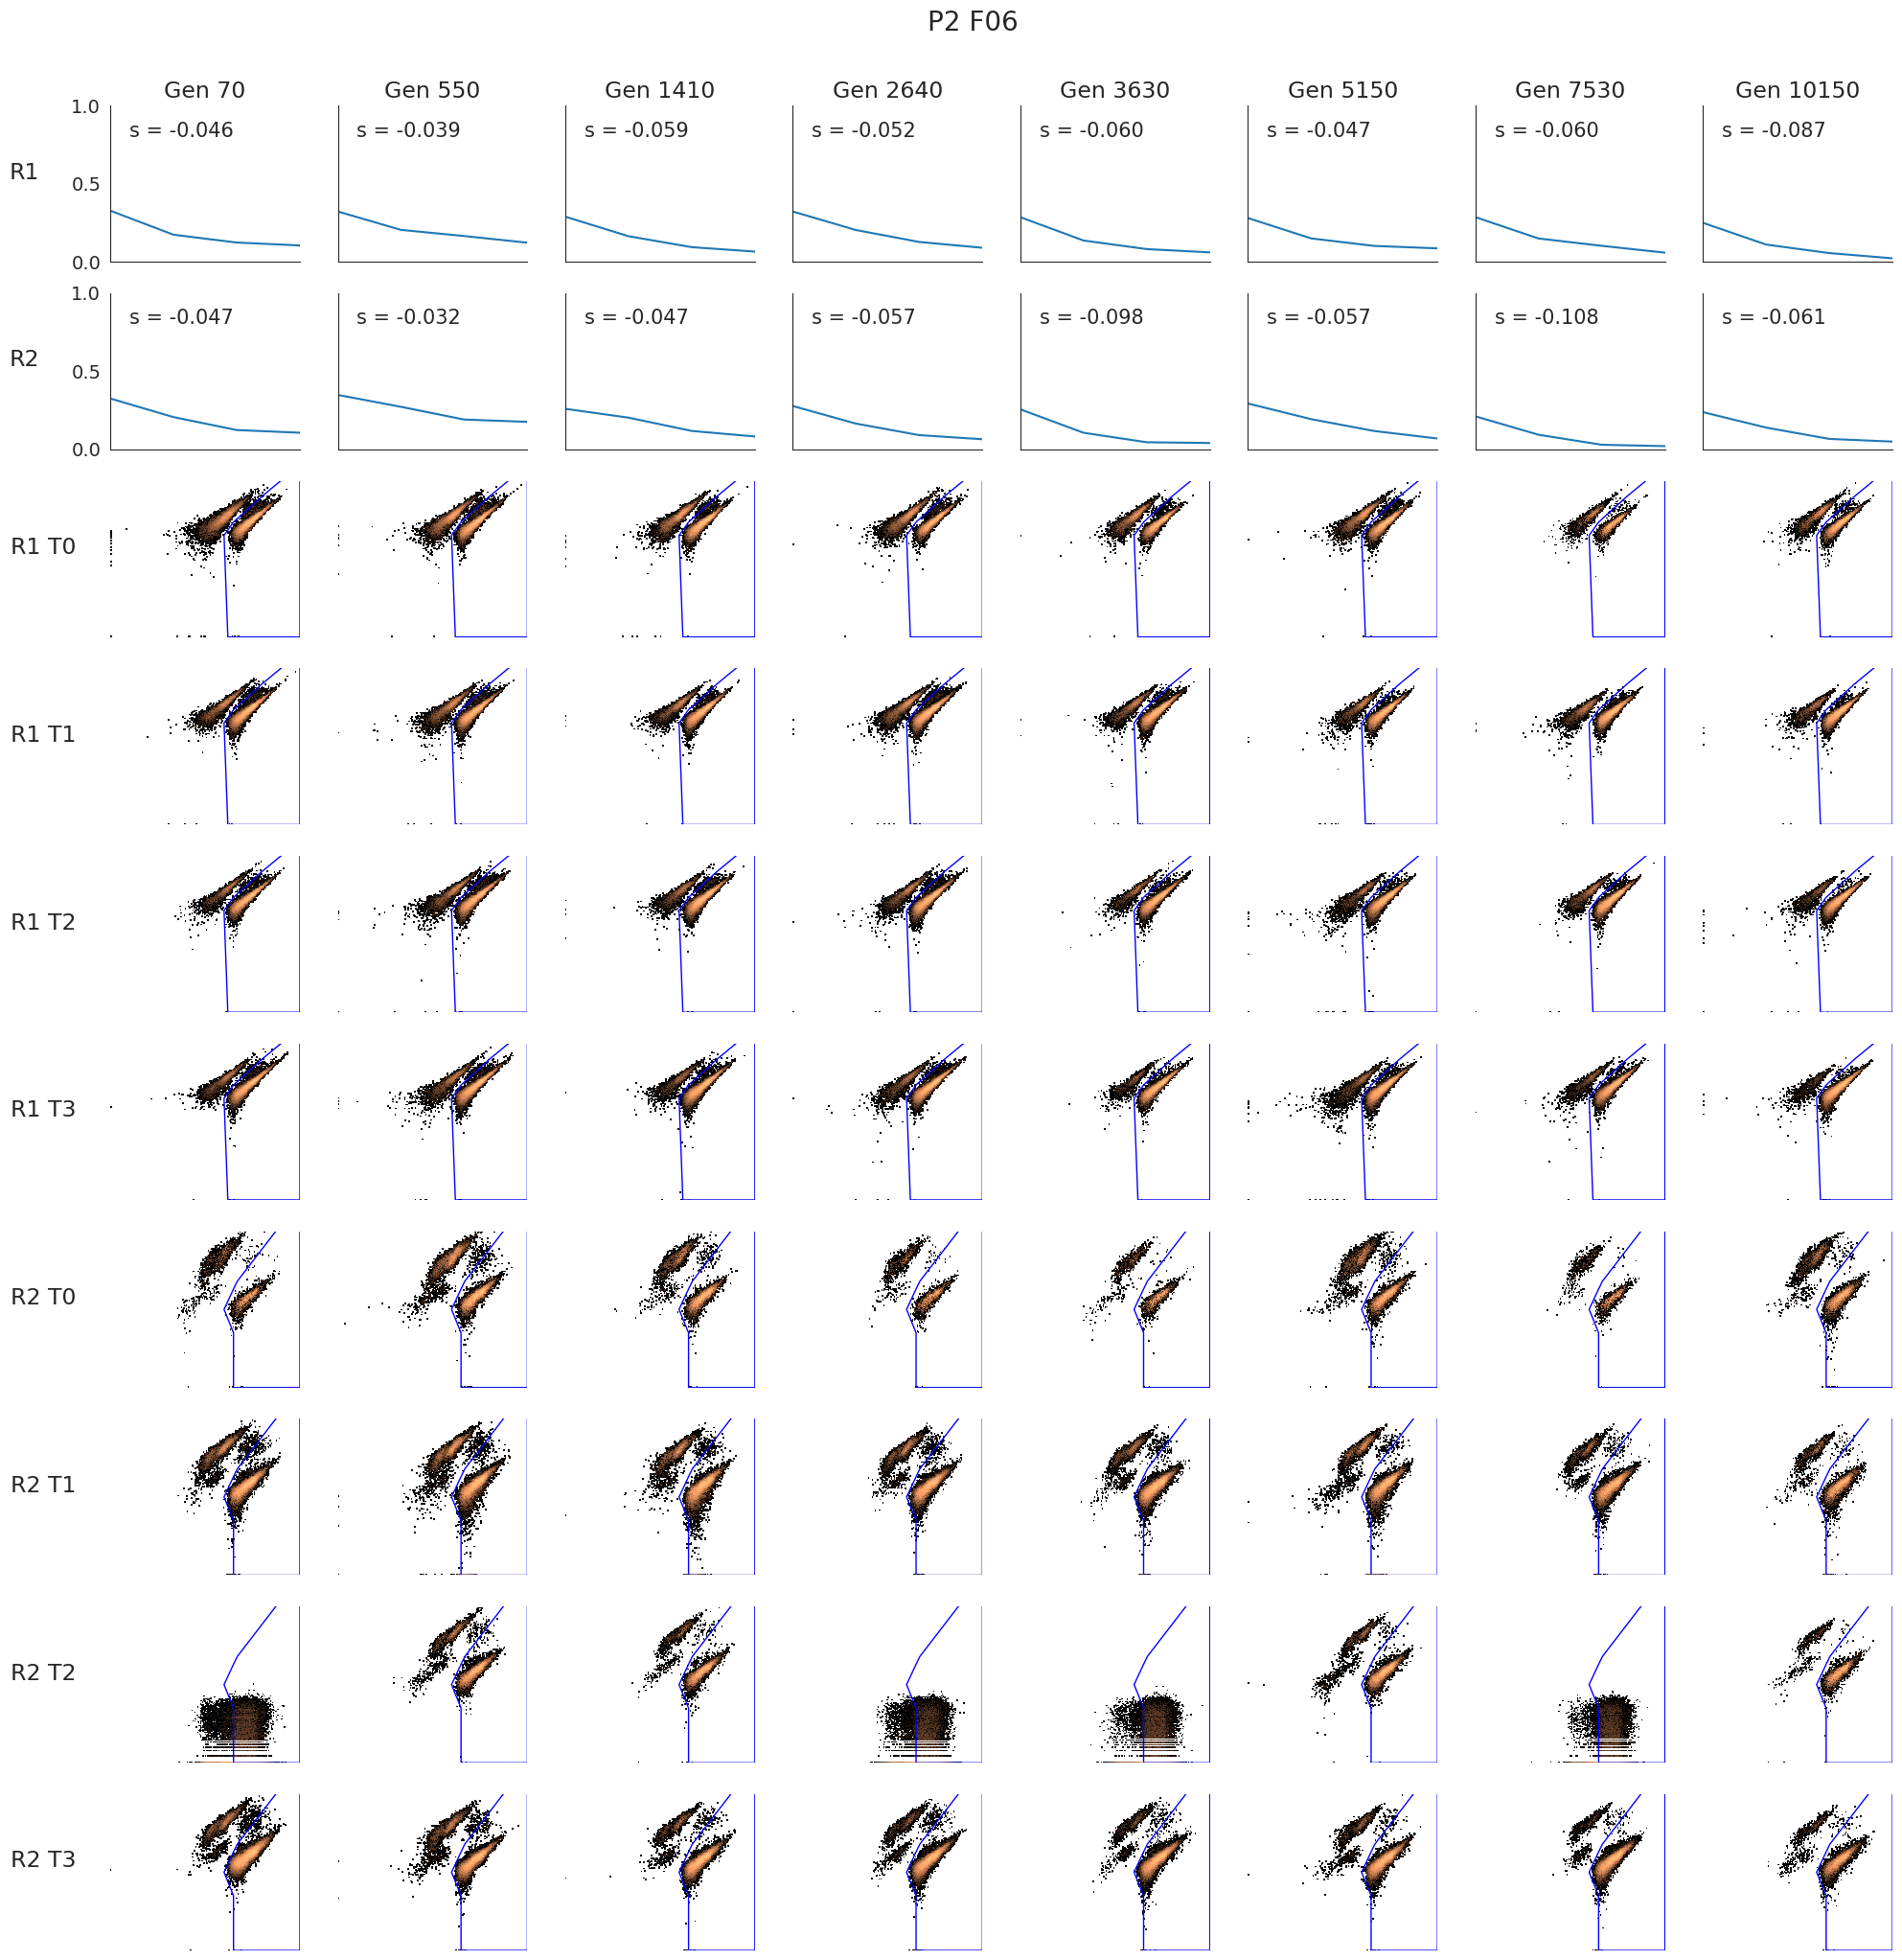 P2 F06
Gen 70 Gen 550 Gen 1410 Gen 2640 Gen 3630 Gen 5150 Gen 7530 Gen 10150
1.0
s = -0.046 s = -0.039 s = -0.059 s = -0.052 s = -0.060 s = -0.047 s = -0.060 s = -0.087
R1
0.5
0.0
1.0
s = -0.047 s = -0.032 s = -0.047 s = -0.057 s = -0.098 s = -0.057 s = -0.108 s = -0.061
R2
0.5
0.0
R1 T0
R1 T1
R1 T2
R1 T3
R2 T0
R2 T1
R2 T2
R2 T3